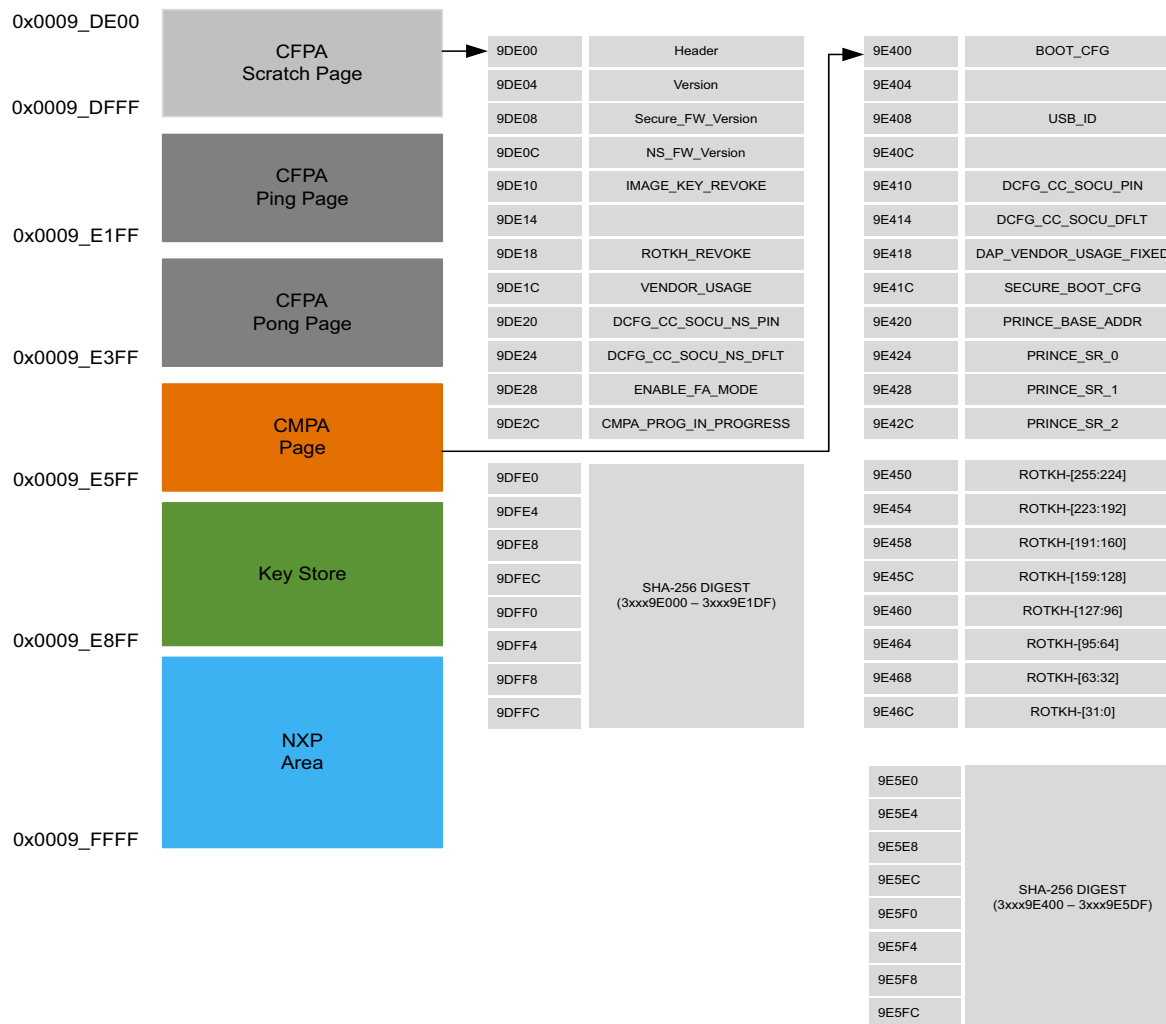 0x0009_DE00
CFPA
Scratch Page
0x0009_DFFF
CFPA
Ping Page
0x0009_E1FF
CFPA
Pong Page
0x0009_E3FF
CMPA
Page
0x0009_E5FF
Key Store
0x0009_E8FF
NXP
Area
0x0009_FFFF
9DE00 Header
9DE04 Version
9DE08 Secure_FW_Version
9DE0C NS_FW_Version
9DE10 IMAGE_KEY_REVOKE
9DE14
9DE18 ROTKH_REVOKE
9DE1C VENDOR_USAGE
9DE20 DCFG_CC_SOCU_NS_PIN
9DE24 DCFG_CC_SOCU_NS_DFLT
9DE28 ENABLE_FA_MODE
9DE2C CMPA_PROG_IN_PROGRESS
9DFE0
9DFE4
9DFE8
9DFEC
9DFF0
9DFF4
9DFF8
9DFFC
SHA-256 DIGEST
(3xxx9E000 – 3xxx9E1DF)
9E400 BOOT_CFG
9E404
9E408 USB_ID
9E40C
9E410 DCFG_CC_SOCU_PIN
9E414 DCFG_CC_SOCU_DFLT
9E418 DAP_VENDOR_USAGE_FIXED
9E41C SECURE_BOOT_CFG
9E420 PRINCE_BASE_ADDR
9E424 PRINCE_SR_0
9E428 PRINCE_SR_1
9E42C PRINCE_SR_2
9E450 ROTKH-[255:224]
9E454 ROTKH-[223:192]
9E458 ROTKH-[191:160]
9E45C ROTKH-[159:128]
9E460 ROTKH-[127:96]
9E464 ROTKH-[95:64]
9E468 ROTKH-[63:32]
9E46C ROTKH-[31:0]
9E5E0
9E5E4
9E5E8
9E5EC
9E5F0
9E5F4
9E5F8
9E5FC
SHA-256 DIGEST
(3xxx9E400 – 3xxx9E5DF)